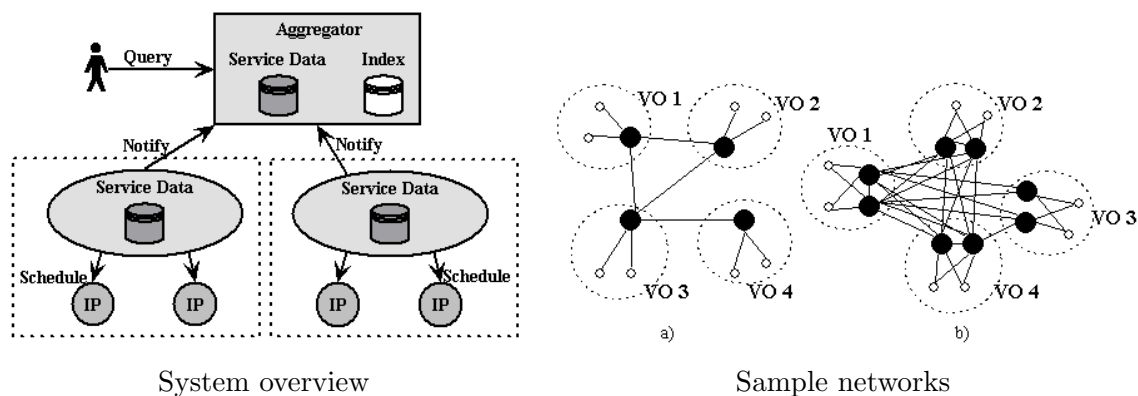 Aggregator
Query
Service Data
Index
Notify
Notify
Service Data
Service Data
Schedule
Schedule
IP
IP
IP
IP
System overview
VO 1
VO 2
VO 3
VO 4
a)
VO 1
VO 2
VO 3
VO 4
b)
Sample networks